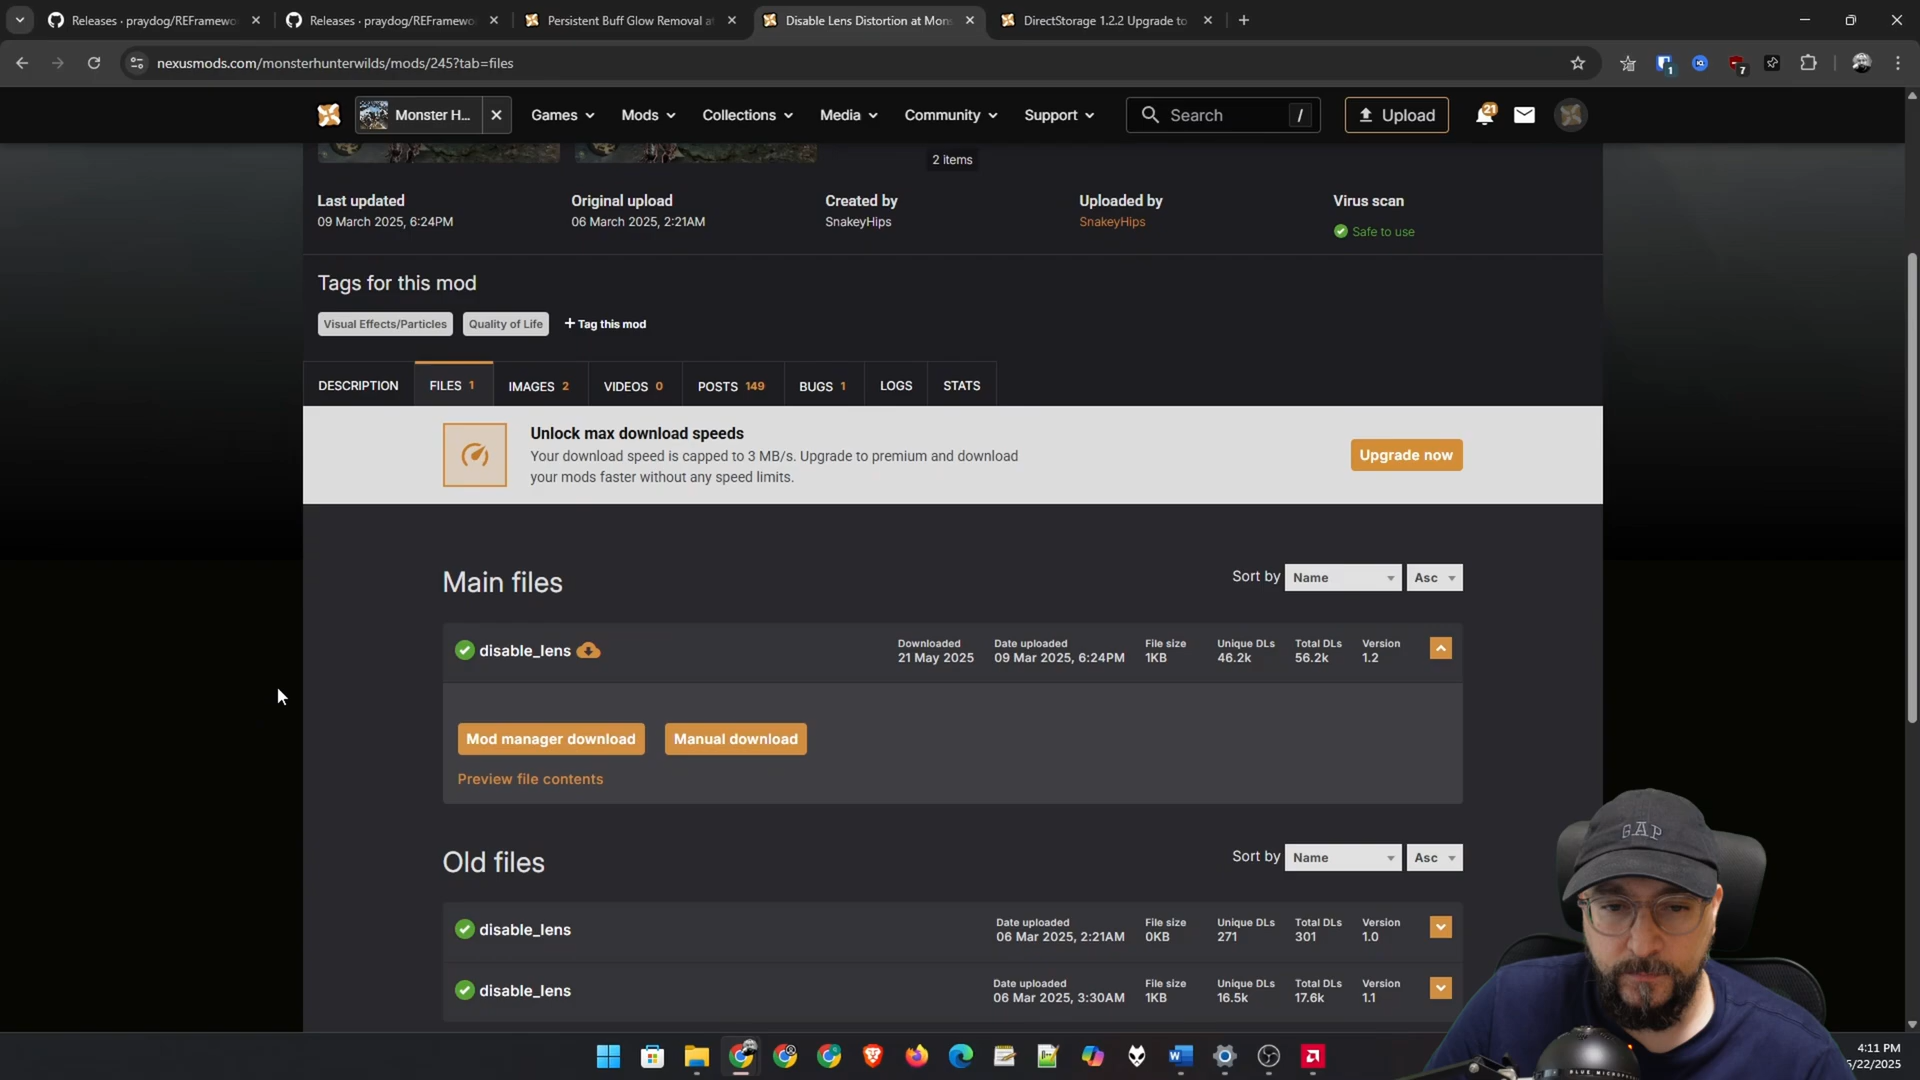 Releases · praydog/REFramewo
Releases · praydog/REFramewo
Persistent Buff Glow Removal a
Disable Lens Distortion at Mon
DirectStorage 1.2.2 Upgrade to
nexusmods.com/monsterhunterwilds/mods/245?tab=files
1
7
Monster H...
Games
Mods
Collections
Media
Community
Support
Search
/
Upload
21
2 items
Last updated
09 March 2025, 6:24PM
Original upload
06 March 2025, 2:21AM
Created by
SnakeyHips
Uploaded by
SnakeyHips
Virus scan
Safe to use
Tags for this mod
Visual Effects/Particles
Quality of Life
+ Tag this mod
DESCRIPTION
FILES 1
IMAGES 2
VIDEOS 0
POSTS 149
BUGS 1
LOGS
STATS
Unlock max download speeds
Your download speed is capped to 3 MB/s. Upgrade to premium and download
your mods faster without any speed limits.
Upgrade now
Main files
Sort by
Name
Asc
disable_lens
Downloaded
21 May 2025
Date uploaded
09 Mar 2025, 6:24PM
File size
1KB
Unique DLs
46.2k
Total DLs
56.2k
Version
1.2
Mod manager download
Manual download
Preview file contents
Old files
Sort by
Name
Asc
disable_lens
Date uploaded
06 Mar 2025, 2:21AM
File size
0KB
Unique DLs
271
Total DLs
301
Version
1.0
disable_lens
Date uploaded
06 Mar 2025, 3:30AM
File size
1KB
Unique DLs
16.5k
Total DLs
17.6k
Version
1.1
GAP
BLUE MICROP
4:11 PM
5/22/2025